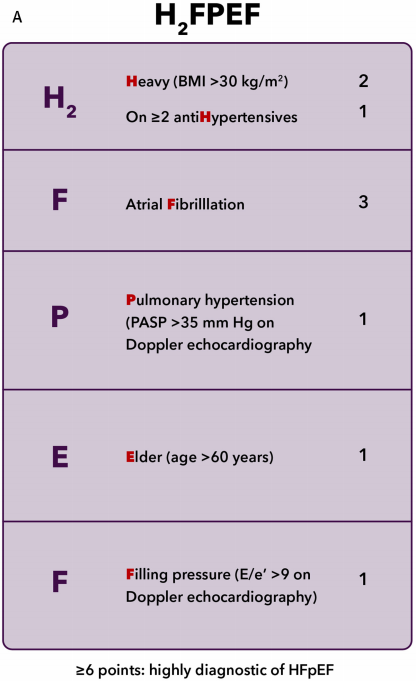 A
H₂FPEF
H₂
Heavy (BMI >30 kg/m²) 2
On ≥2 antiHypertensives 1
F
Atrial Fibrilllation 3
P
Pulmonary hypertension
(PASP >35 mm Hg on 1
Doppler echocardiography
E
Elder (age >60 years) 1
F
Filling pressure (E/e’ >9 on 1
Doppler echocardiography)
≥6 points: highly diagnostic of HFpEF